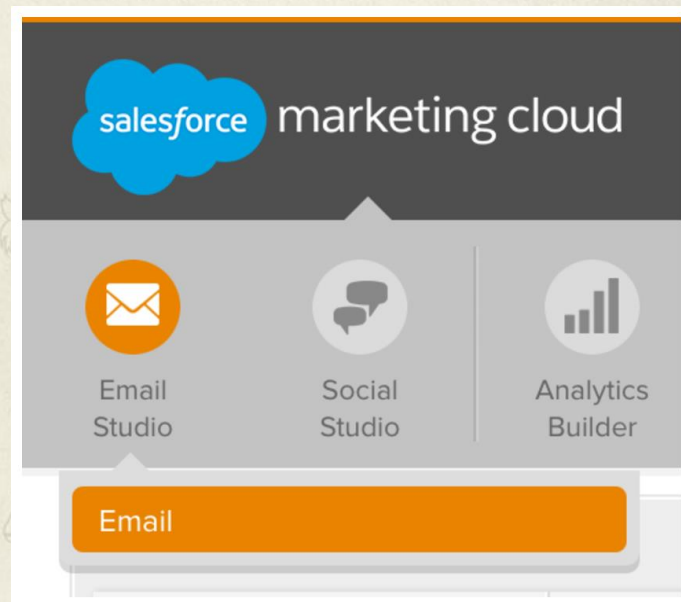 salesforce marketing cloud
Email Studio
Social Studio
Analytics Builder
Email